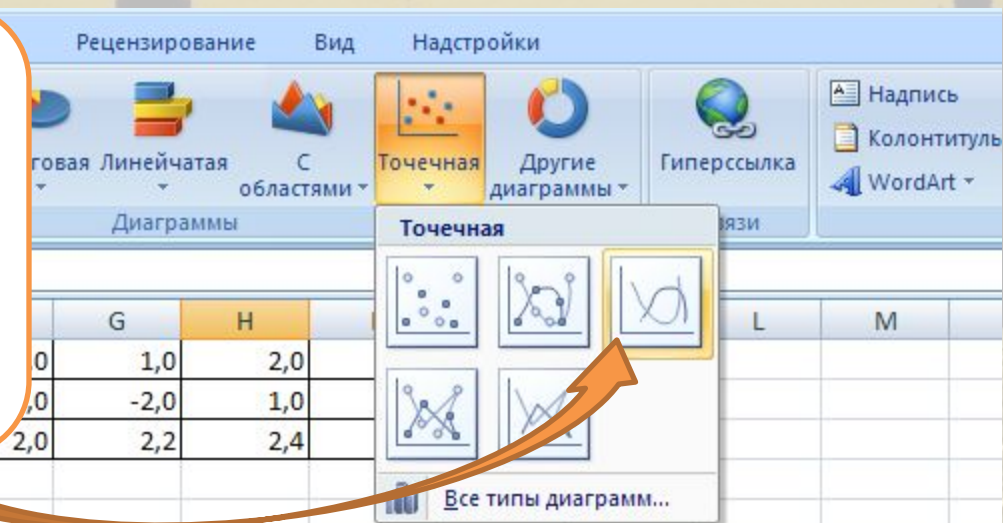 Рецензирование Вид Надстройки
говая Линейчатая С областями Точечная Другие диаграммы Гиперссылка
Надпись
Колонтитулы
WordArt
Диаграммы
Точечная
язи
G H L M
,0 1,0 2,0
,0 -2,0 1,0
2,0 2,2 2,4
Все типы диаграмм...